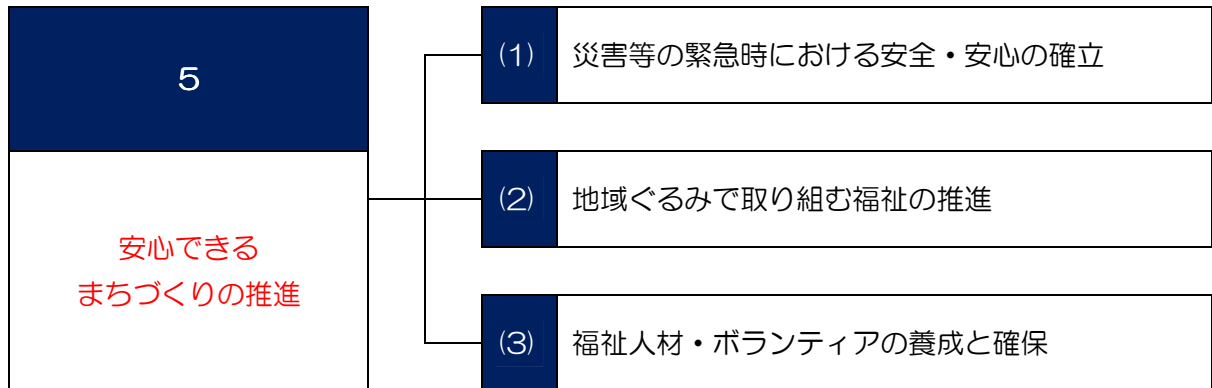 5
安心できる
まちづくりの推進
(1) 災害等の緊急時における安全・安心の確立
(2) 地域ぐるみで取り組む福祉の推進
(3) 福祉人材・ボランティアの養成と確保